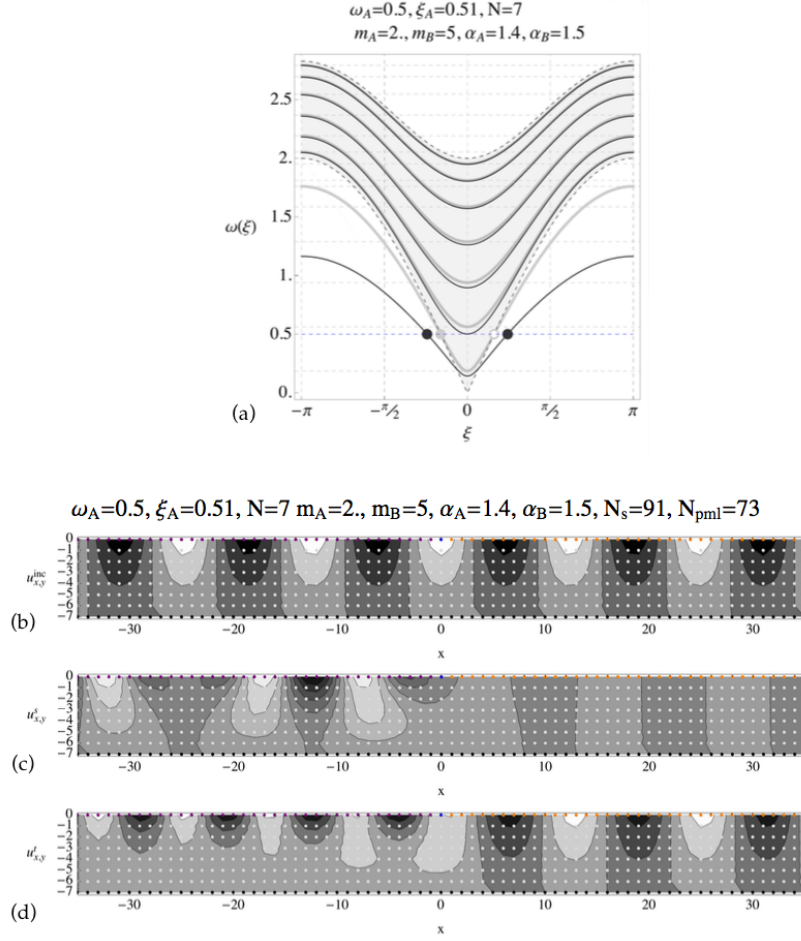 ω_A=0.5, ξ_A=0.51, N=7
m_A=2., m_B=5, α_A=1.4, α_B=1.5
2.5
2.
1.5
ω(ξ)
1.
0.5
0.
−π −π/2 0 π/2 π
ξ
(a)
ω_A=0.5, ξ_A=0.51, N=7 m_A=2., m_B=5, α_A=1.4, α_B=1.5, N_s=91, N_pml=73
0
−1
−2
−3
u^inc_x,y
−4
−5
−6
−7
(b)
−30 −20 −10 0 10 20 30
x
0
−1
−2
−3
u^s_x,y
−4
−5
−6
−7
(c)
−30 −20 −10 0 10 20 30
x
0
−1
−2
−3
u^t_x,y
−4
−5
−6
−7
(d)
−30 −20 −10 0 10 20 30
x